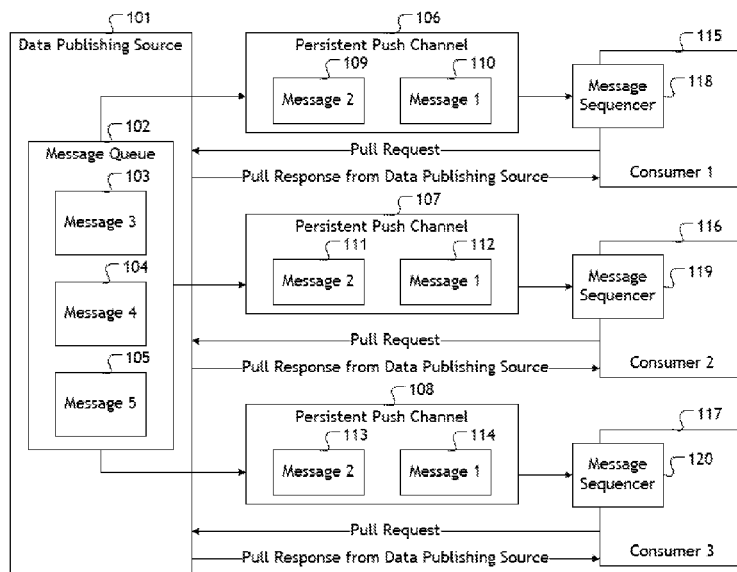 101
Data Publishing Source
102
Message Queue
103
Message 3
104
Message 4
105
Message 5
106
Persistent Push Channel
109
Message 2
110
Message 1
115
Message
Sequencer
118
Consumer 1
Pull Request
Pull Response from Data Publishing Source
107
Persistent Push Channel
111
Message 2
112
Message 1
116
Message
Sequencer
119
Consumer 2
Pull Request
Pull Response from Data Publishing Source
108
Persistent Push Channel
113
Message 2
114
Message 1
117
Message
Sequencer
120
Consumer 3
Pull Request
Pull Response from Data Publishing Source